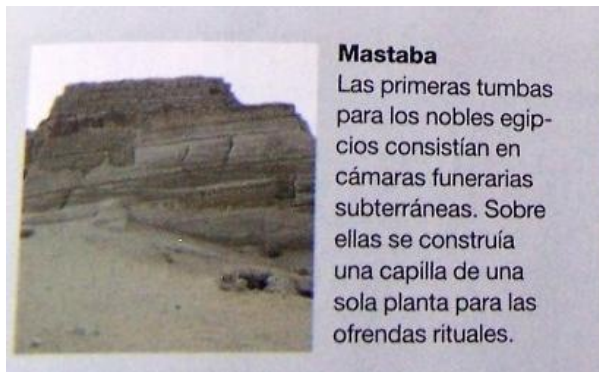 Mastaba
Las primeras tumbas
para los nobles egip-
cios consistían en
cámaras funerarias
subterráneas. Sobre
ellas se construía
una capilla de una
sola planta para las
ofrendas rituales.